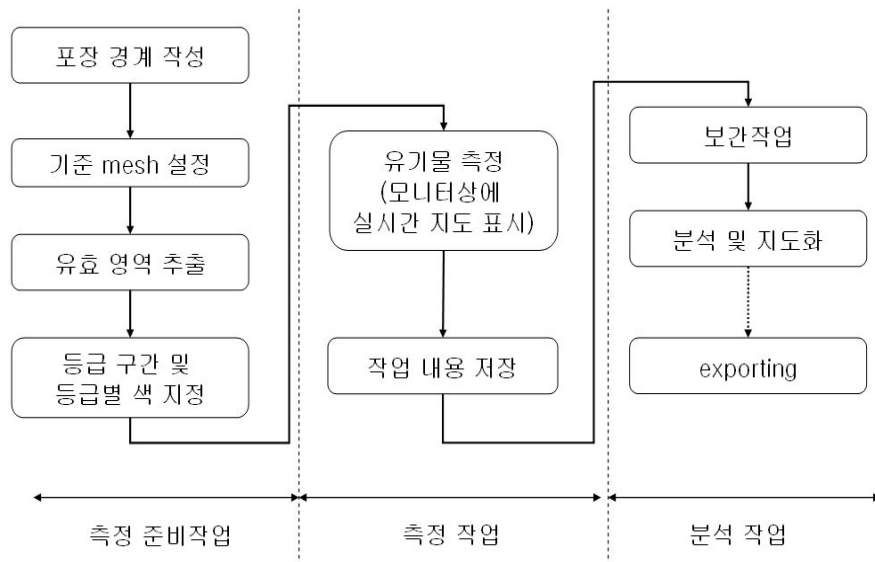 포장 경계 작성
기준 mesh 설정
유효 영역 추출
등급 구간 및
등급별 색 지정
유기물 측정
(모니터상에
실시간 지도 표시)
작업 내용 저장
보간작업
분석 및 지도화
exporting
측정 준비작업
측정 작업
분석 작업